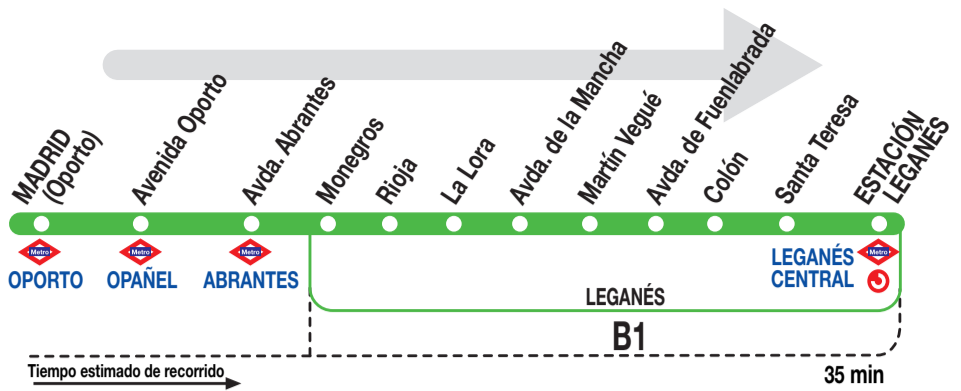 MADRID
(Oporto)
Avenida Oporto
Avda. Abrantes
Monegros
Rioja
La Lora
Avda. de la Mancha
Martín Vegué
Avda. de Fuenlabrada
Colón
Santa Teresa
ESTACIÓN
LEGANÉS
Metro
OPORTO
Metro
OPAÑEL
Metro
ABRANTES
LEGANÉS
CENTRAL
Metro
LEGANÉS
B1
Tiempo estimado de recorrido
35 min